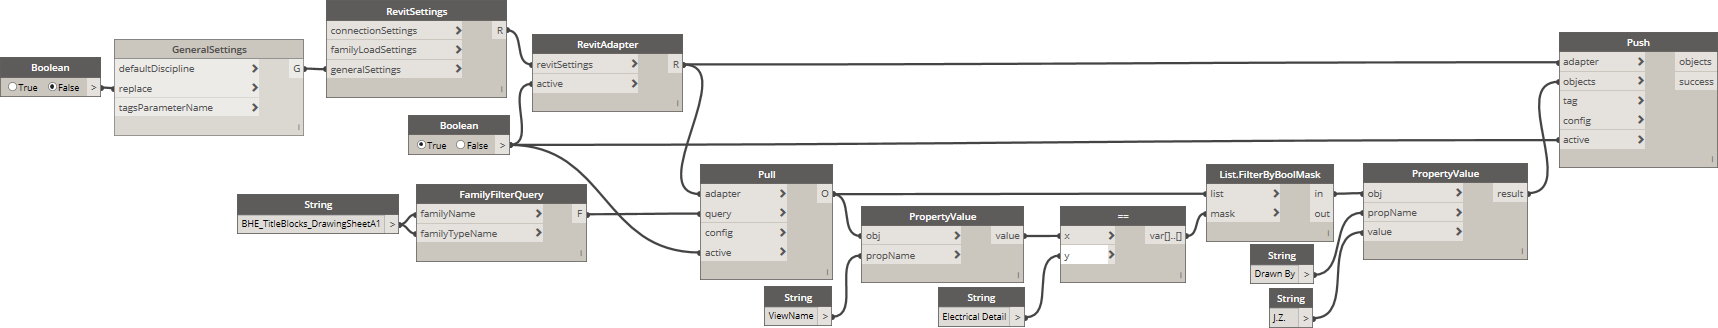 Boolean
True False >
GeneralSettings
defaultDiscipline > G
replace >
tagsParameterName >
RevitSettings
connectionSettings > R
familyLoadSettings >
generalSettings >
Boolean
True False >
RevitAdapter
revitSettings > R
active >
String
BHE_TitleBlocks_DrawingSheetA1 >
FamilyFilterQuery
familyName > F
familyTypeName >
Pull
adapter > O
query >
config >
active >
String
ViewName >
PropertyValue
obj > value
propName >
String
Electrical Detail >
==
x > var[]..[]
y >
List.FilterByBoolMask
list > in
mask > out
String
Drawn By >
String
J.Z. >
PropertyValue
obj > result
propName >
value >
Push
adapter > objects
objects > success
tag >
config >
active >